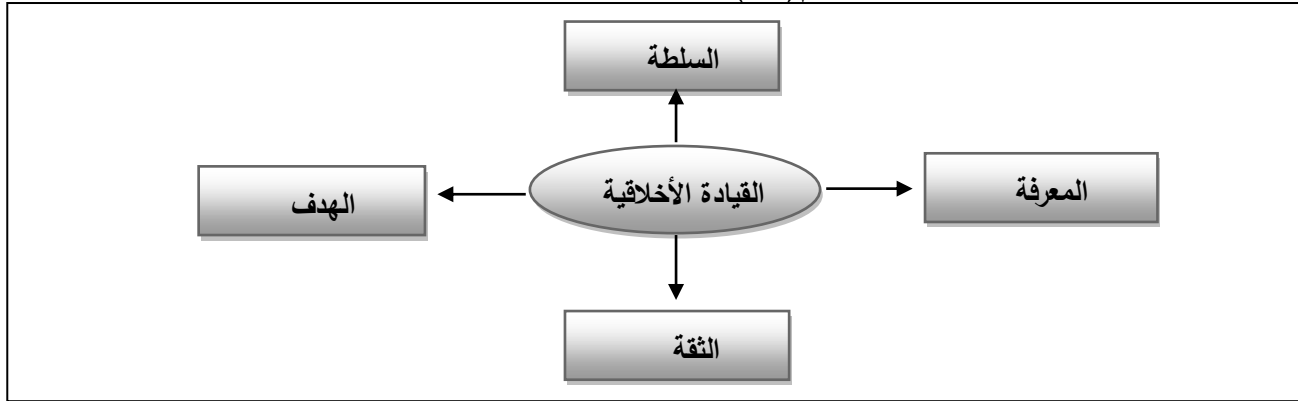 السلطة
المعرفة
القيادة الأخلاقية
الهدف
الثقة